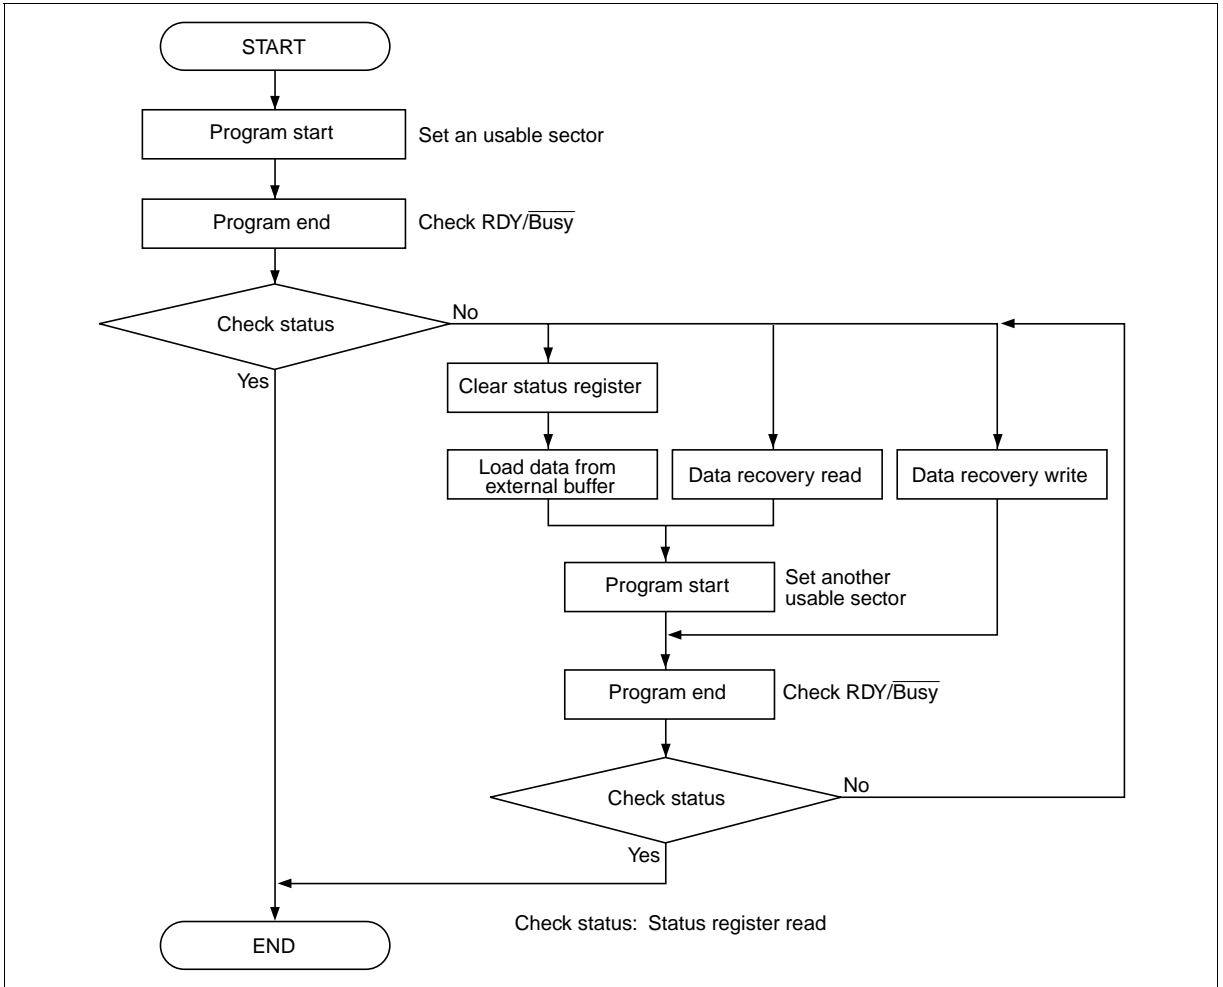 START
Program start
Set an usable sector
Program end
Check RDY/B̅u̅s̅y̅
Check status
No
Yes
Clear status register
Load data from
external buffer
Data recovery read
Data recovery write
Program start
Set another
usable sector
Program end
Check RDY/B̅u̅s̅y̅
Check status
No
Yes
Check status: Status register read
END